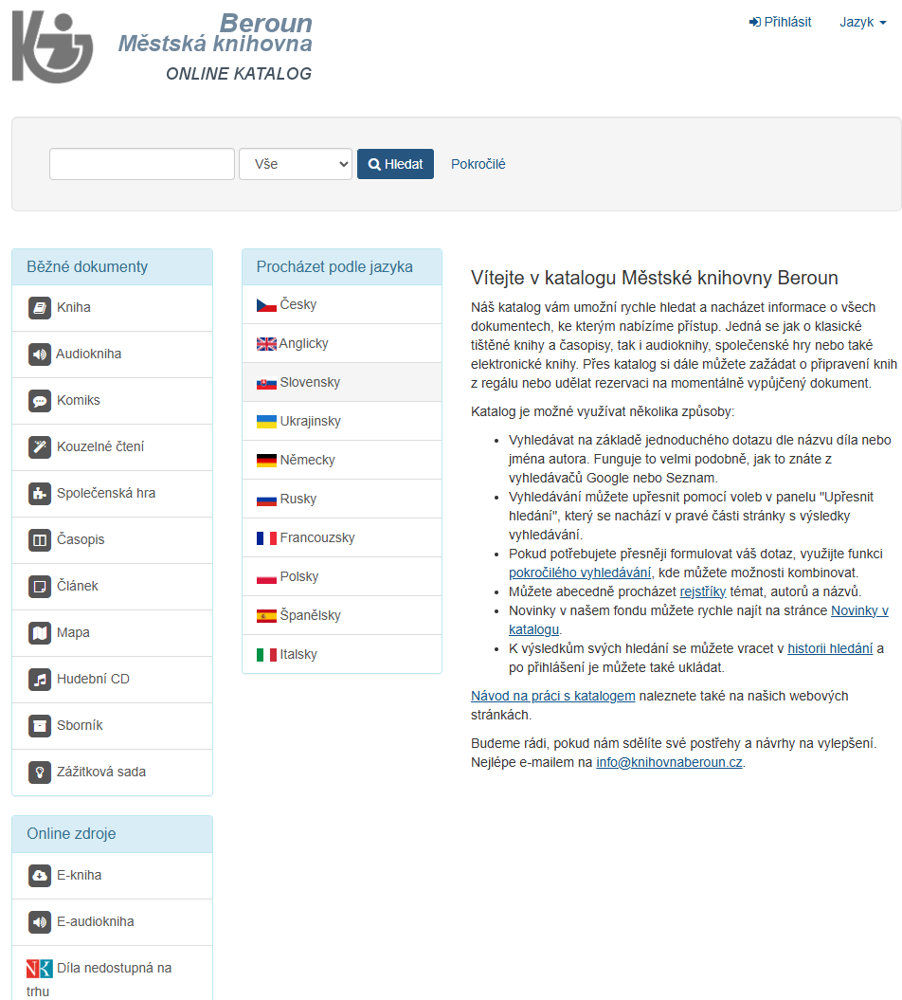 Beroun
Městská knihovna
ONLINE KATALOG
Přihlásit
Jazyk
Vše
Hledat
Pokročilé
Běžné dokumenty
Kniha
Audiokniha
Komiks
Kouzelné čtení
Společenská hra
Časopis
Článek
Mapa
Hudební CD
Sborník
Zážitková sada
Online zdroje
E-kniha
E-audiokniha
NK Díla nedostupná na
trhu
Procházet podle jazyka
Česky
Anglicky
Slovensky
Ukrajinsky
Německy
Rusky
Francouzsky
Polsky
Španělsky
Italsky
Vítejte v katalogu Městské knihovny Beroun
Náš katalog vám umožní rychle hledat a nacházet informace o všech
dokumentech, ke kterým nabízíme přístup. Jedná se jak o klasické
tištěné knihy a časopisy, tak i audioknihy, společenské hry nebo také
elektronické knihy. Přes katalog si dále můžete zažádat o připravení knih
z regálu nebo udělat rezervaci na momentálně vypůjčený dokument.
Katalog je možné využívat několika způsoby:
• Vyhledávat na základě jednoduchého dotazu dle názvu díla nebo
jména autora. Funguje to velmi podobně, jak to znáte z
vyhledávačů Google nebo Seznam.
• Vyhledávání můžete upřesnit pomocí voleb v panelu "Upřesnit
hledání", který se nachází v pravé části stránky s výsledky
vyhledávání.
• Pokud potřebujete přesněji formulovat váš dotaz, využijte funkci
pokročilého vyhledávání, kde můžete možnosti kombinovat.
• Můžete abecedně procházet rejstříky témat, autorů a názvů.
• Novinky v našem fondu můžete rychle najít na stránce Novinky v
katalogu.
• K výsledkům svých hledání se můžete vracet v historii hledání a
po přihlášení je můžete také ukládat.
Návod na práci s katalogem naleznete také na našich webových
stránkách.
Budeme rádi, pokud nám sdělíte své postřehy a návrhy na vylepšení.
Nejlépe e-mailem na info@knihovnaberoun.cz.